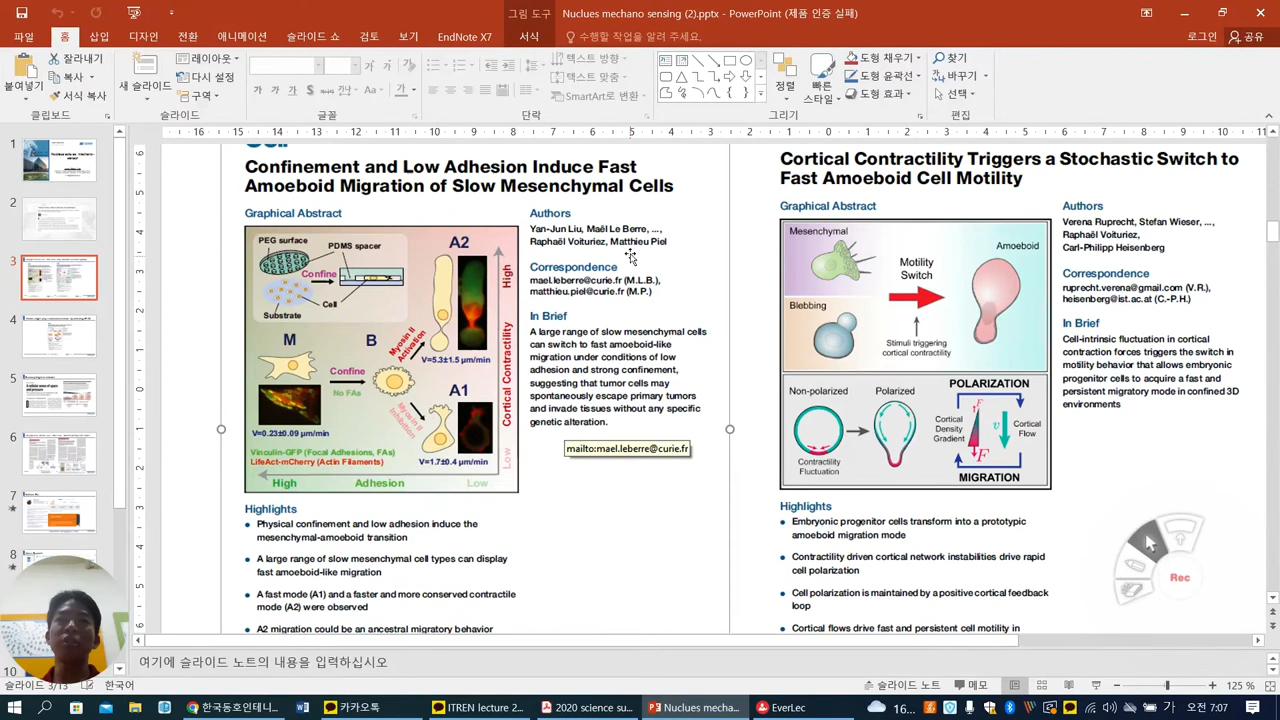 그림 도구
Nuclues mechano sensing (2).pptx - PowerPoint (제품 인증 실패)
파일
홈
삽입
디자인
전환
애니메이션
슬라이드 쇼
검토
보기
EndNote X7
서식
수행할 작업을 알려 주세요.
로그인
공유
잘라내기
복사
서식 복사
붙여넣기
클립보드
새 슬라이드
레이아웃
다시 설정
구역
슬라이드
글꼴
텍스트 방향
텍스트 맞춤
SmartArt로 변환
단락
정렬
빠른 스타일
도형 채우기
도형 윤곽선
도형 효과
그리기
찾기
바꾸기
선택
편집
Confinement and Low Adhesion Induce Fast
Amoeboid Migration of Slow Mesenchymal Cells
Graphical Abstract
PEG surface
PDMS spacer
Confine
Cell
Substrate
A2
High
M
B
Myosin II
Activation
V=5.3±1.5 μm/min
Confine
No FAs
A1
Cortical Contractility
V=0.23±0.09 μm/min
V=1.7±0.4 μm/min
Vinculin-GFP (Focal Adhesions, FAs)
LifeAct-mCherry (Actin Filaments)
Low
High
Adhesion
Low
Authors
Yan-Jun Liu, Maël Le Berre, ...,
Raphaël Voituriez, Matthieu Piel
Correspondence
mael.leberre@curie.fr (M.L.B.),
matthieu.piel@curie.fr (M.P.)
In Brief
A large range of slow mesenchymal cells
can switch to fast amoeboid-like
migration under conditions of low
adhesion and strong confinement,
suggesting that tumor cells may
spontaneously escape primary tumors
and invade tissues without any specific
genetic alteration.
mailto:mael.leberre@curie.fr
Highlights
Physical confinement and low adhesion induce the
mesenchymal-amoeboid transition
A large range of slow mesenchymal cell types can display
fast amoeboid-like migration
A fast mode (A1) and a faster and more conserved contractile
mode (A2) were observed
A2 migration could be an ancestral migratory behavior
Cortical Contractility Triggers a Stochastic Switch to
Fast Amoeboid Cell Motility
Graphical Abstract
Mesenchymal
Amoeboid
Motility
Switch
Blebbing
Stimuli triggering
cortical contractility
Non-polarized
Polarized
POLARIZATION
Cortical
Density
Gradient
Cortical
Flow
Contractility
Fluctuation
MIGRATION
Authors
Verena Ruprecht, Stefan Wieser, ...,
Raphaël Voituriez,
Carl-Philipp Heisenberg
Correspondence
ruprecht.verena@gmail.com (V.R.),
heisenberg@ist.ac.at (C.-P.H.)
In Brief
Cell-intrinsic fluctuation in cortical
contraction forces triggers the switch in
motility behavior that allows embryonic
progenitor cells to acquire a fast and
persistent migratory mode in confined 3D
environments
Highlights
Embryonic progenitor cells transform into a prototypic
amoeboid migration mode
Contractility driven cortical network instabilities drive rapid
cell polarization
Cell polarization is maintained by a positive cortical feedback
loop
Cortical flows drive fast and persistent cell motility in
Rec
여기에 슬라이드 노트의 내용을 입력하십시오
슬라이드 3/13
한국어
슬라이드 노트
메모
125 %
한국동호인테니...
카카오톡
ITREN lecture 2...
2020 science su...
Nuclues mechan...
EverLec
16...
오전 7:07